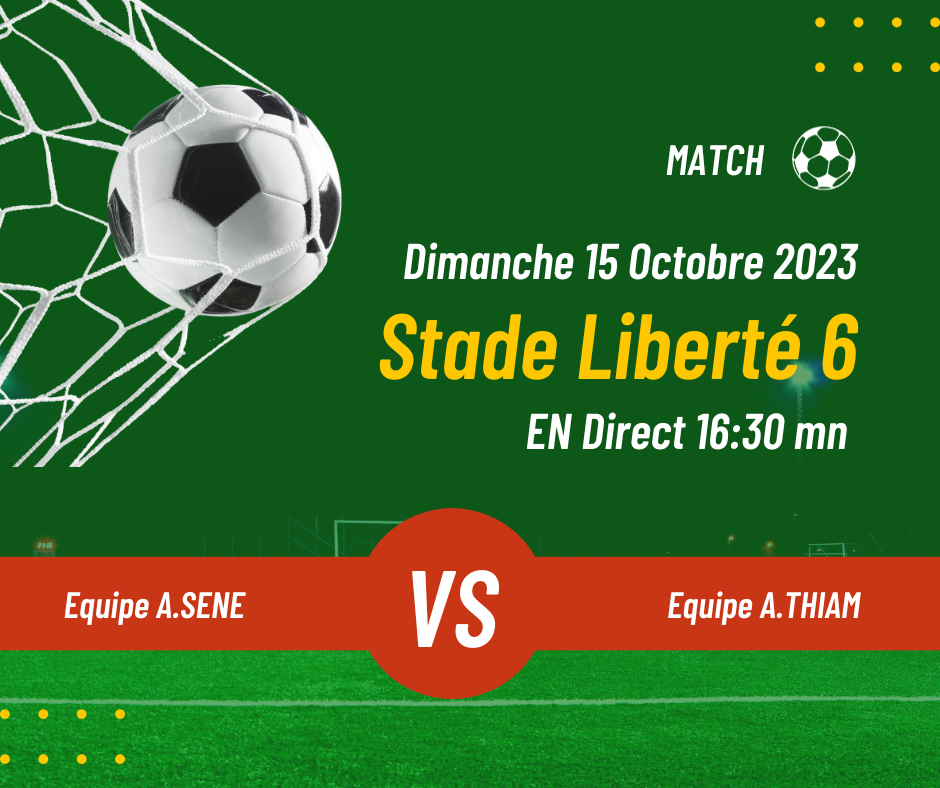 MATCH
Dimanche 15 Octobre 2023
Stade Liberté 6
EN Direct 16:30 mn
Equipe A.SENE
VS
Equipe A.THIAM